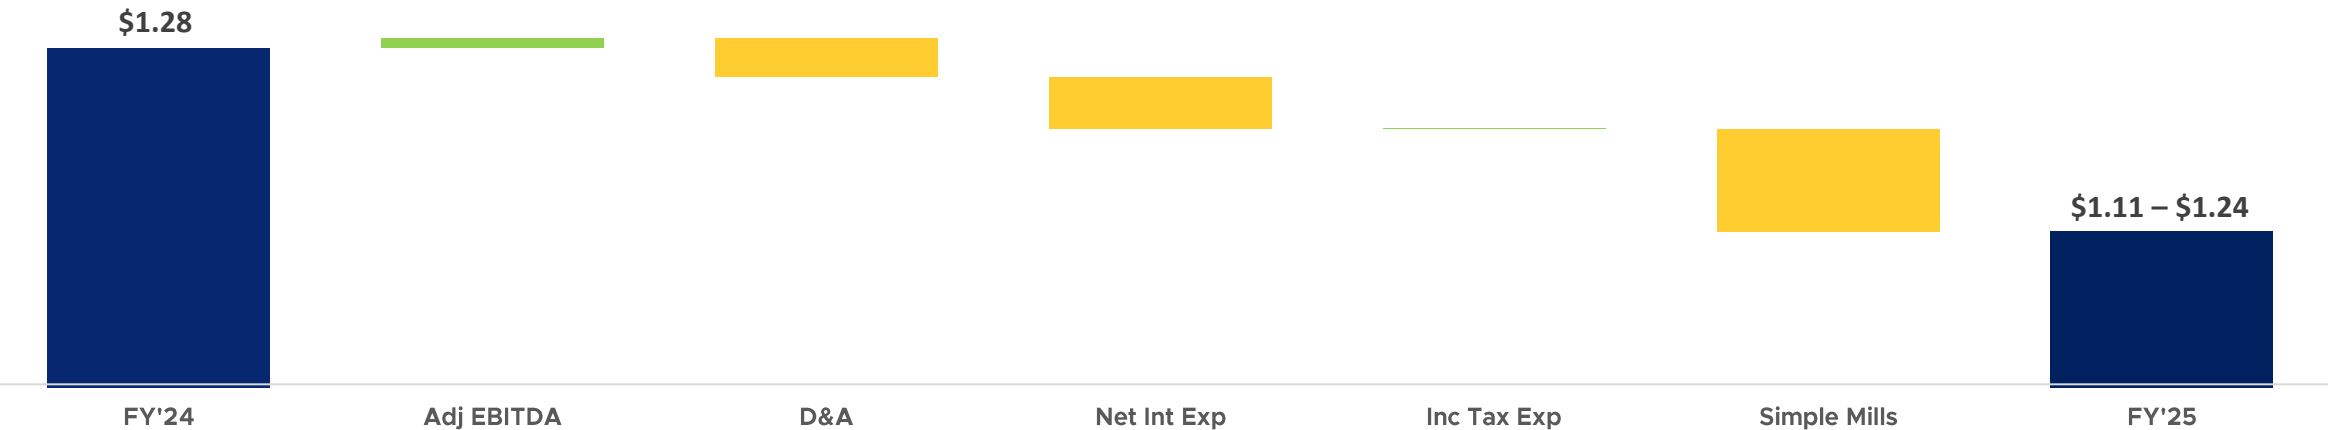 $1.28
$1.11 – $1.24
FY'24 Adj EBITDA D&A Net Int Exp Inc Tax Exp Simple Mills FY'25